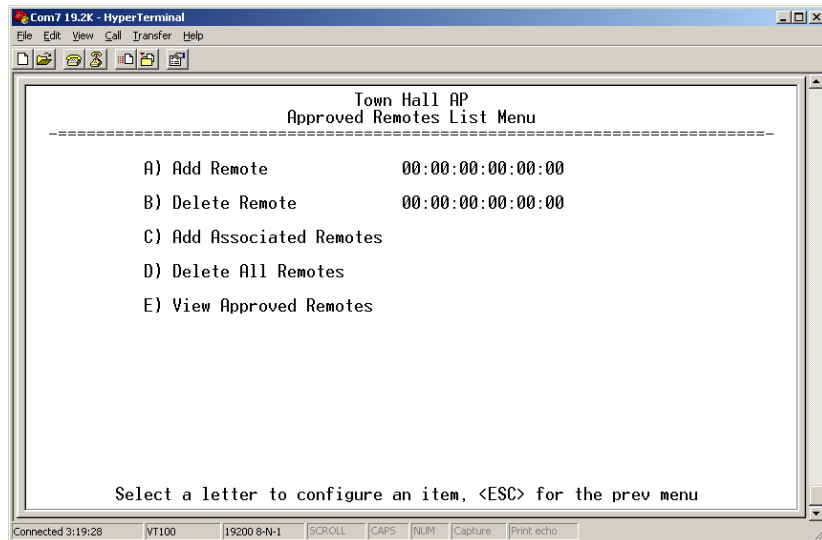 Com7 19.2K - HyperTerminal
File Edit View Call Transfer Help
Town Hall AP
Approved Remotes List Menu
-==========================================================================-
A) Add Remote 00:00:00:00:00:00
B) Delete Remote 00:00:00:00:00:00
C) Add Associated Remotes
D) Delete All Remotes
E) View Approved Remotes
Select a letter to configure an item, <ESC> for the prev menu
Connected 3:19:28 VT100 19200 8-N-1 SCROLL CAPS NUM Capture Print echo